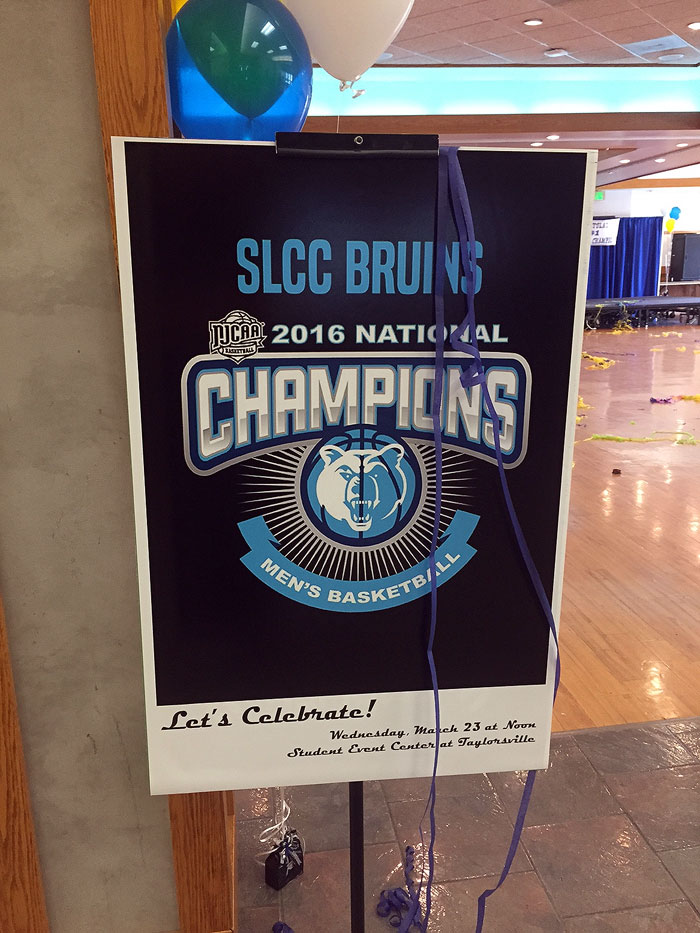 SLCC BRUINS
NJCAA
BASKETBALL
2016 NATIONAL
CHAMPIONS
MEN'S BASKETBALL
Let's Celebrate!
Wednesday, March 23 at Noon
Student Event Center at Taylorsville